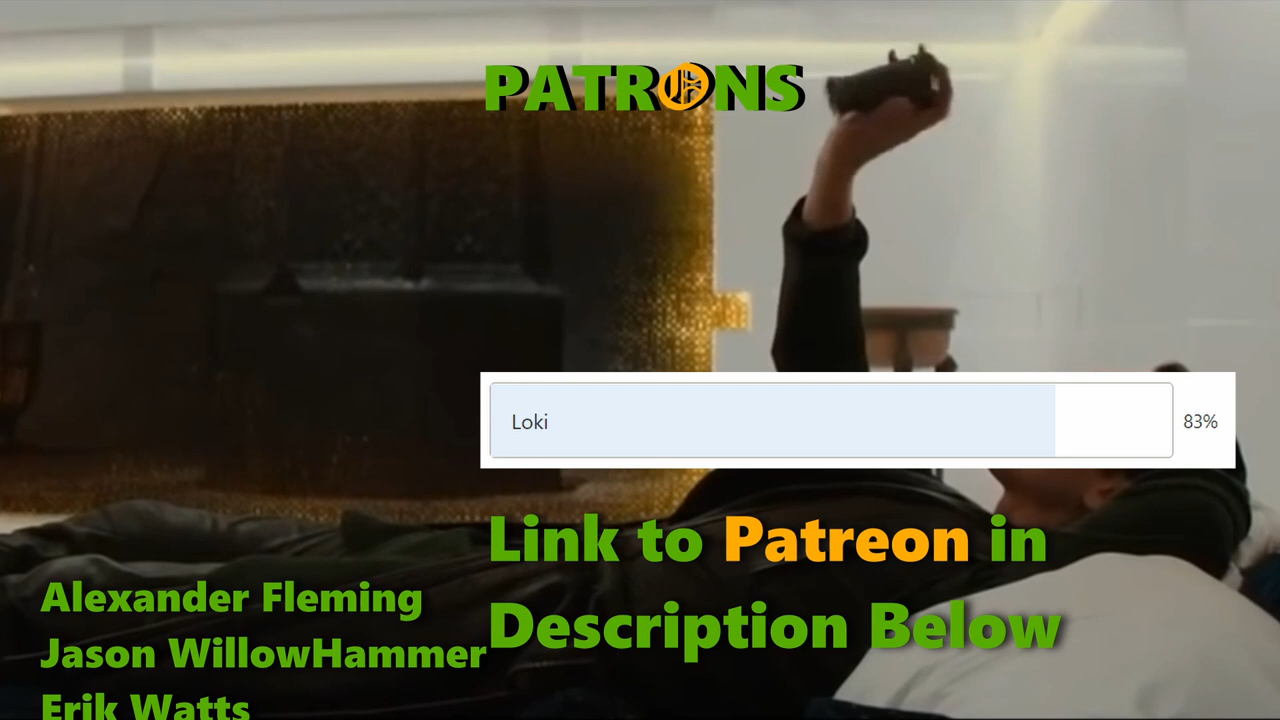 PATRONS
Loki
83%
Link to Patreon in
Description Below
Alexander Fleming
Jason WillowHammer
Erik Watts